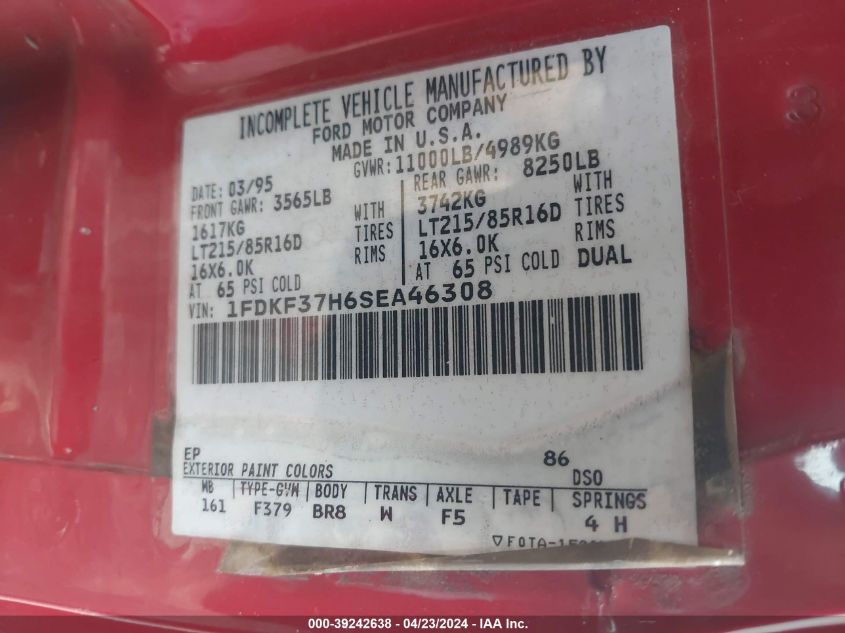 INCOMPLETE VEHICLE MANUFACTURED BY
FORD MOTOR COMPANY
MADE IN U.S.A.
DATE: 03/95 GVWR: 11000LB/4989KG
FRONT GAWR: 3565LB REAR GAWR: 8250LB
1617KG WITH 3742KG WITH
LT215/85R16D TIRES LT215/85R16D TIRES
16X6.0K RIMS 16X6.0K RIMS
AT 65 PSI COLD AT 65 PSI COLD DUAL
VIN: 1FDKF37H6SEA46308
EP 86
EXTERIOR PAINT COLORS DSO
WB TYPE-GVW BODY TRANS AXLE TAPE SPRINGS
161 F379 BR8 W F5 4 H
000-39242638 - 04/23/2024 - IAA Inc.